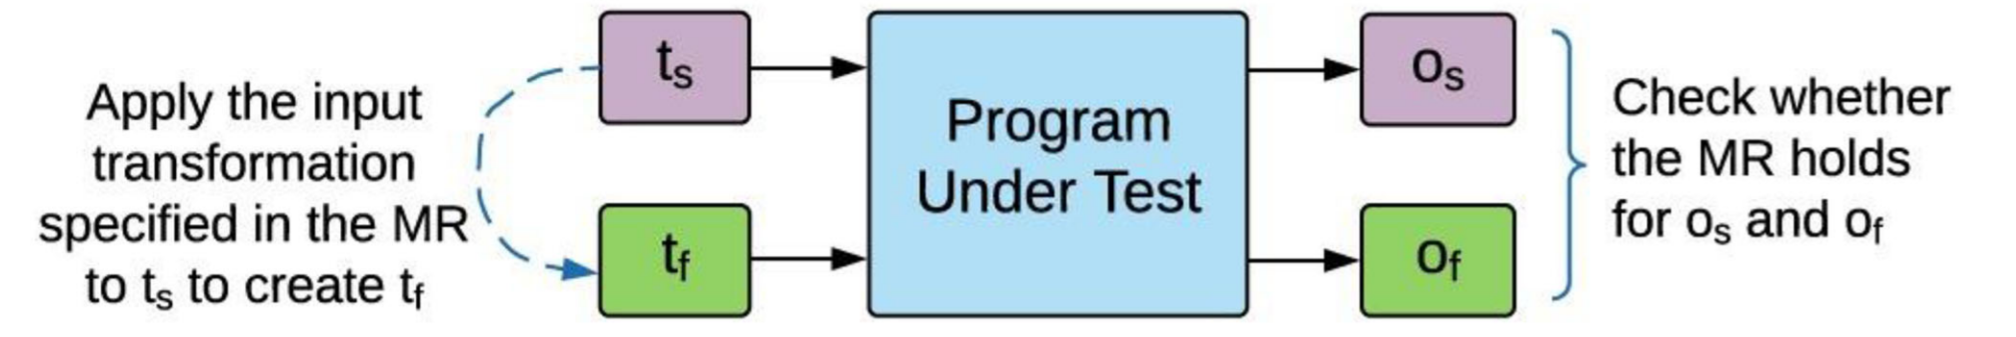 Apply the input
transformation
specified in the MR
to ts to create tf
ts
tf
Program
Under Test
os
of
Check whether
the MR holds
for os and of